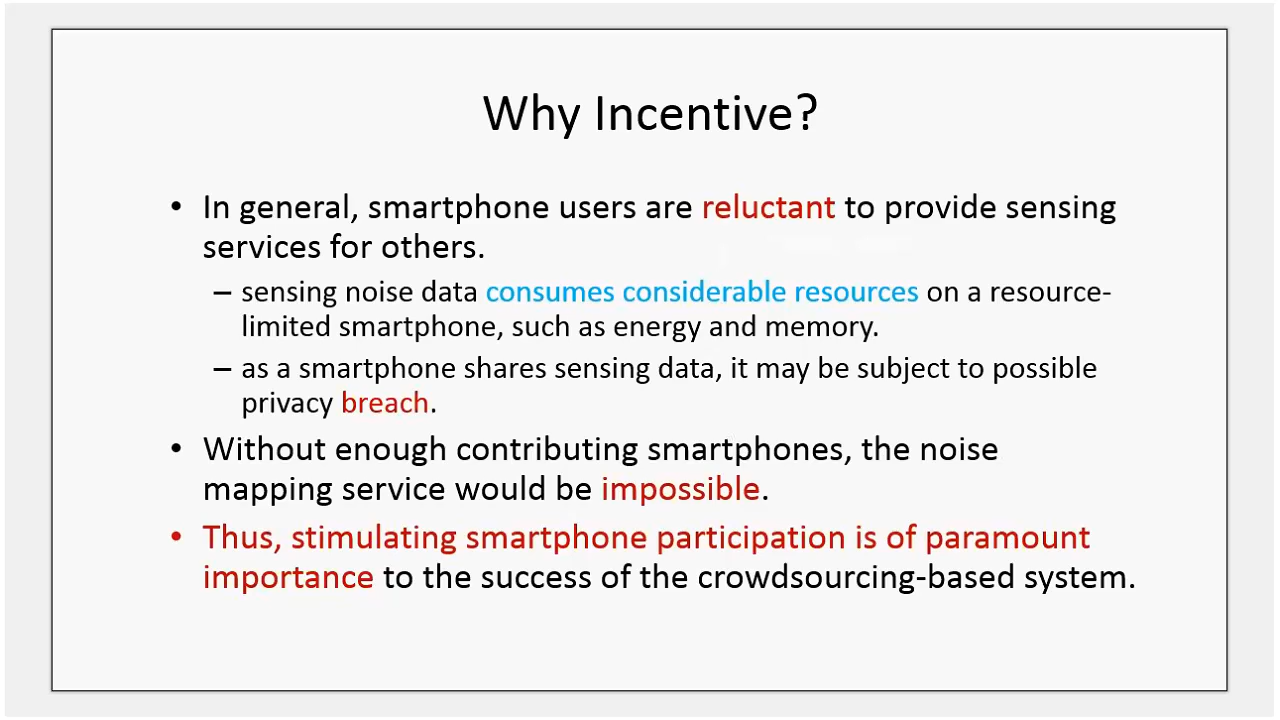 Why Incentive?
• In general, smartphone users are reluctant to provide sensing
services for others.
– sensing noise data consumes considerable resources on a resource-
limited smartphone, such as energy and memory.
– as a smartphone shares sensing data, it may be subject to possible
privacy breach.
• Without enough contributing smartphones, the noise
mapping service would be impossible.
• Thus, stimulating smartphone participation is of paramount
importance to the success of the crowdsourcing-based system.